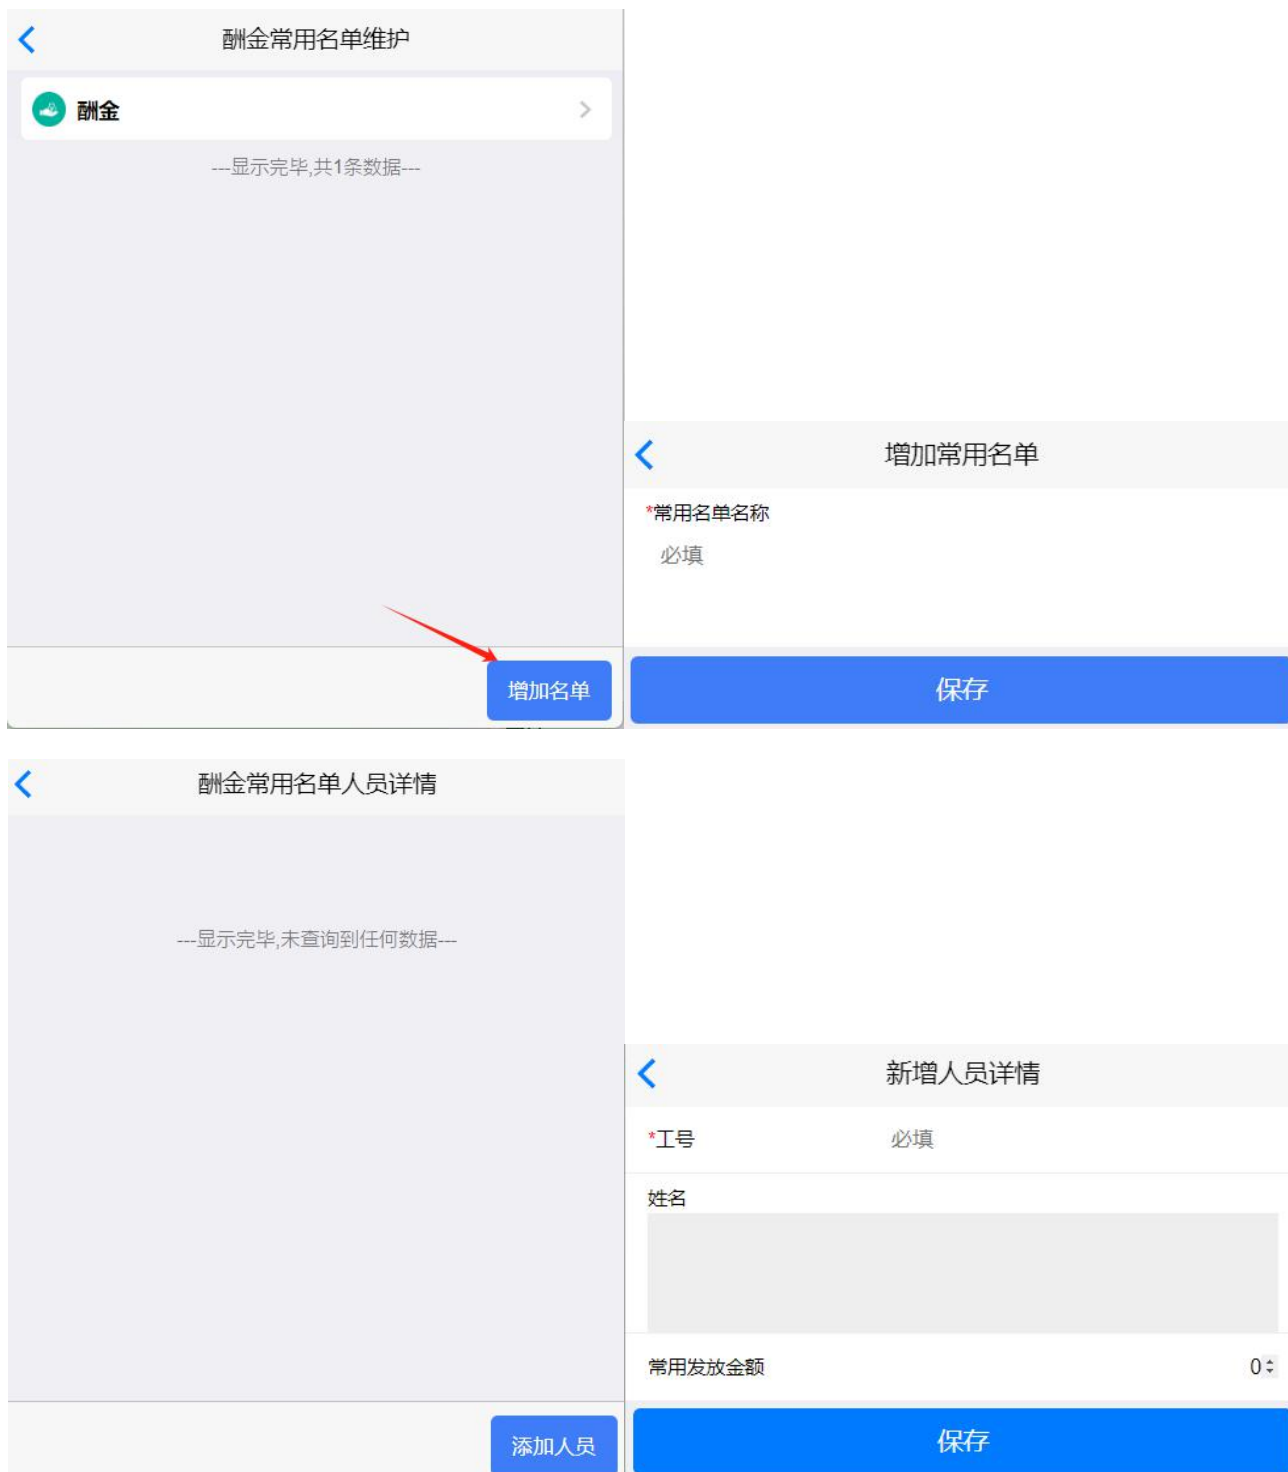 酬金常用名单维护
酬金
---显示完毕,共1条数据---
增加名单
增加常用名单
*常用名单名称
必填
保存
酬金常用名单人员详情
---显示完毕,未查询到任何数据---
添加人员
新增人员详情
*工号 必填
姓名
常用发放金额 0
保存